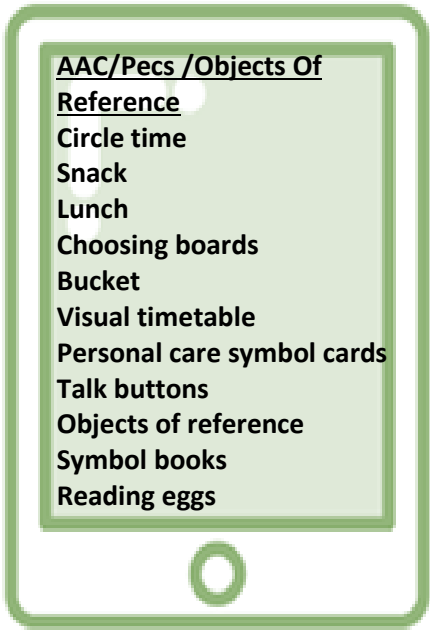 AAC/Pecs /Objects Of
Reference
Circle time
Snack
Lunch
Choosing boards
Bucket
Visual timetable
Personal care symbol cards
Talk buttons
Objects of reference
Symbol books
Reading eggs